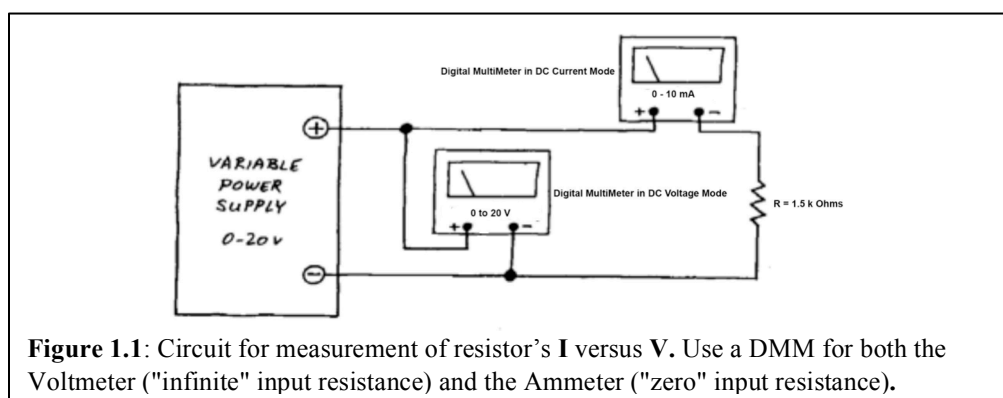 Digital MultiMeter in DC Current Mode
0 - 10 mA
+ -
+
VARIABLE
POWER
SUPPLY
0-20v
-
Digital MultiMeter in DC Voltage Mode
0 to 20 V
+ -
R = 1.5 k Ohms
Figure 1.1: Circuit for measurement of resistor's I versus V. Use a DMM for both the
Voltmeter ("infinite" input resistance) and the Ammeter ("zero" input resistance).